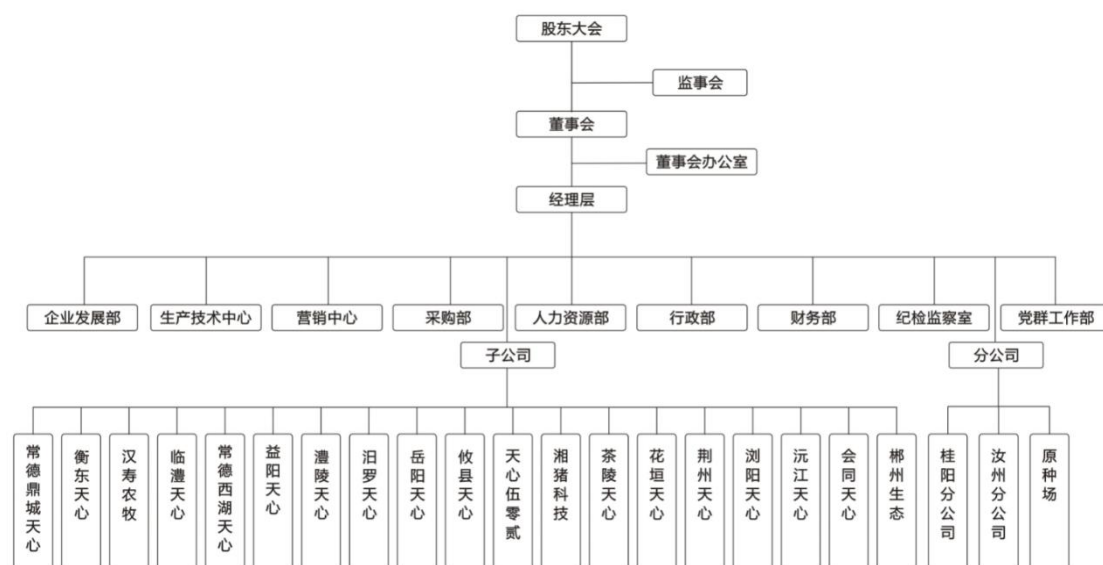 股东大会
监事会
董事会
董事会办公室
经理层
企业发展部
生产技术中心
营销中心
采购部
人力资源部
行政部
财务部
纪检监察室
党群工作部
子公司
分公司
常德鼎城天心
衡东天心
汉寿农牧
临澧天心
常德西湖天心
益阳天心
澧陵天心
汨罗天心
岳阳天心
攸县天心
天心伍零贰
湘猪科技
茶陵天心
花垣天心
荆州天心
浏阳天心
沅江天心
会同天心
郴州生态
桂阳分公司
汝州分公司
原种场